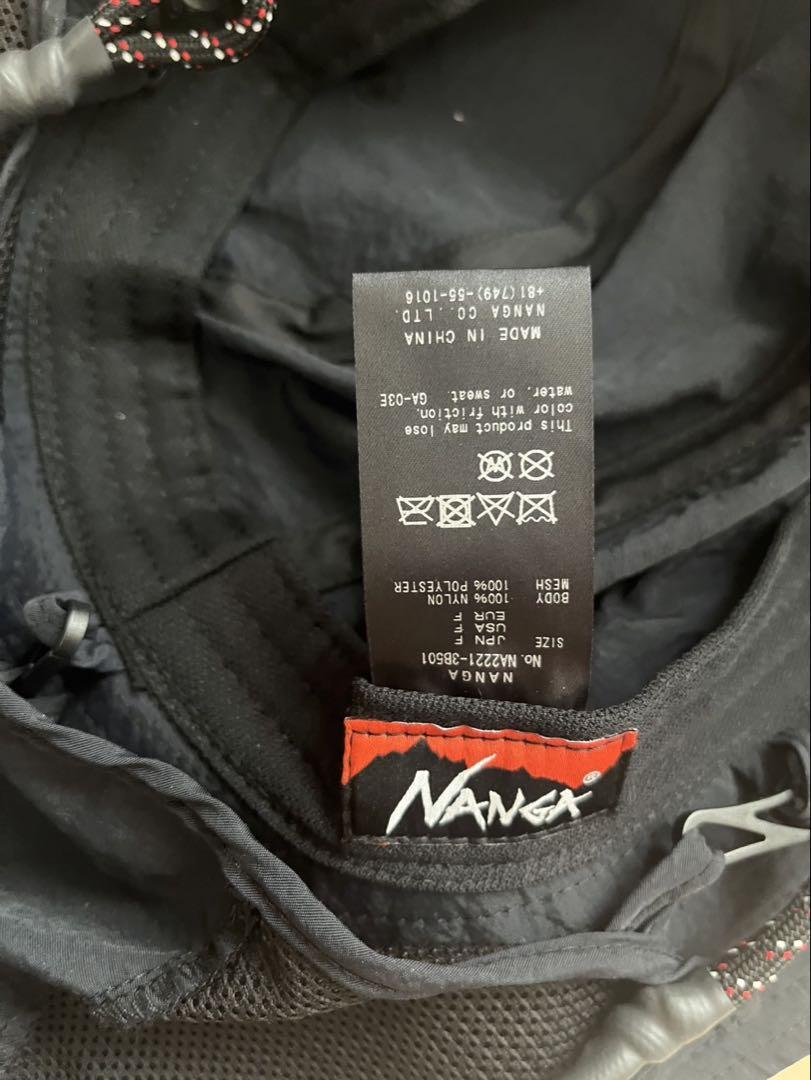 NANGA
No. NA2221-3B501
SIZE JPN F
USA F
EUR F
BODY 100% NYLON
MESH 100% POLYESTER
W
This product may lose
color with friction,
water, or sweat. GA-03E
MADE IN CHINA
NANGA CO., LTD.
+81(749)-55-1016
NANGA®